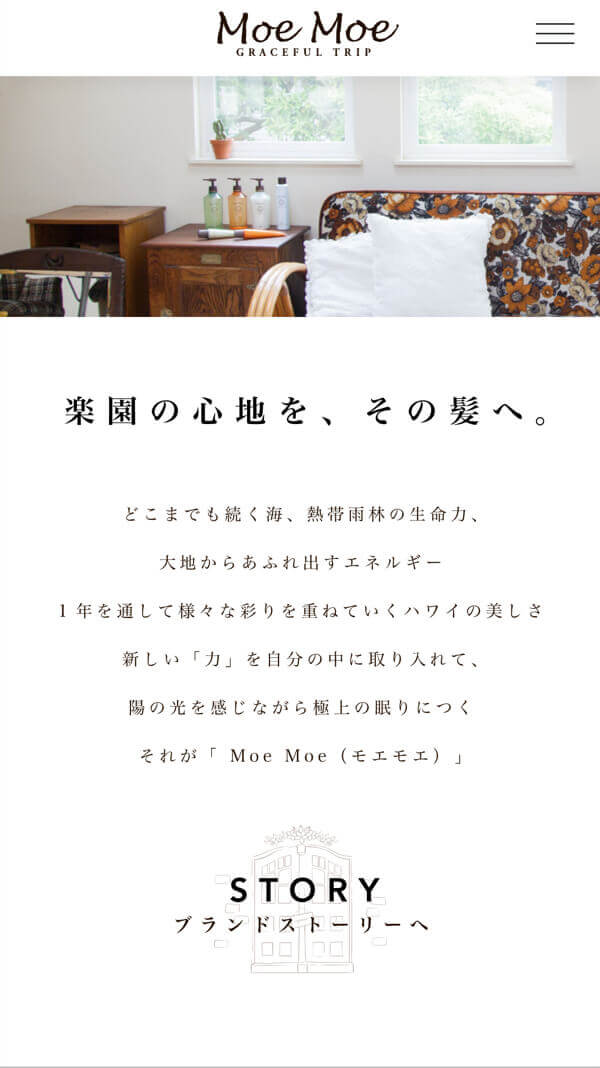 Moe Moe
GRACEFUL TRIP
楽園の心地を、その髪へ。
どこまでも続く海、熱帯雨林の生命力、
大地からあふれ出すエネルギー
1年を通して様々な彩りを重ねていくハワイの美しさ
新しい「力」を自分の中に取り入れて、
陽の光を感じながら極上の眠りにつく
それが「 Moe Moe（モエモエ）」
STORY
ブランドストーリーへ